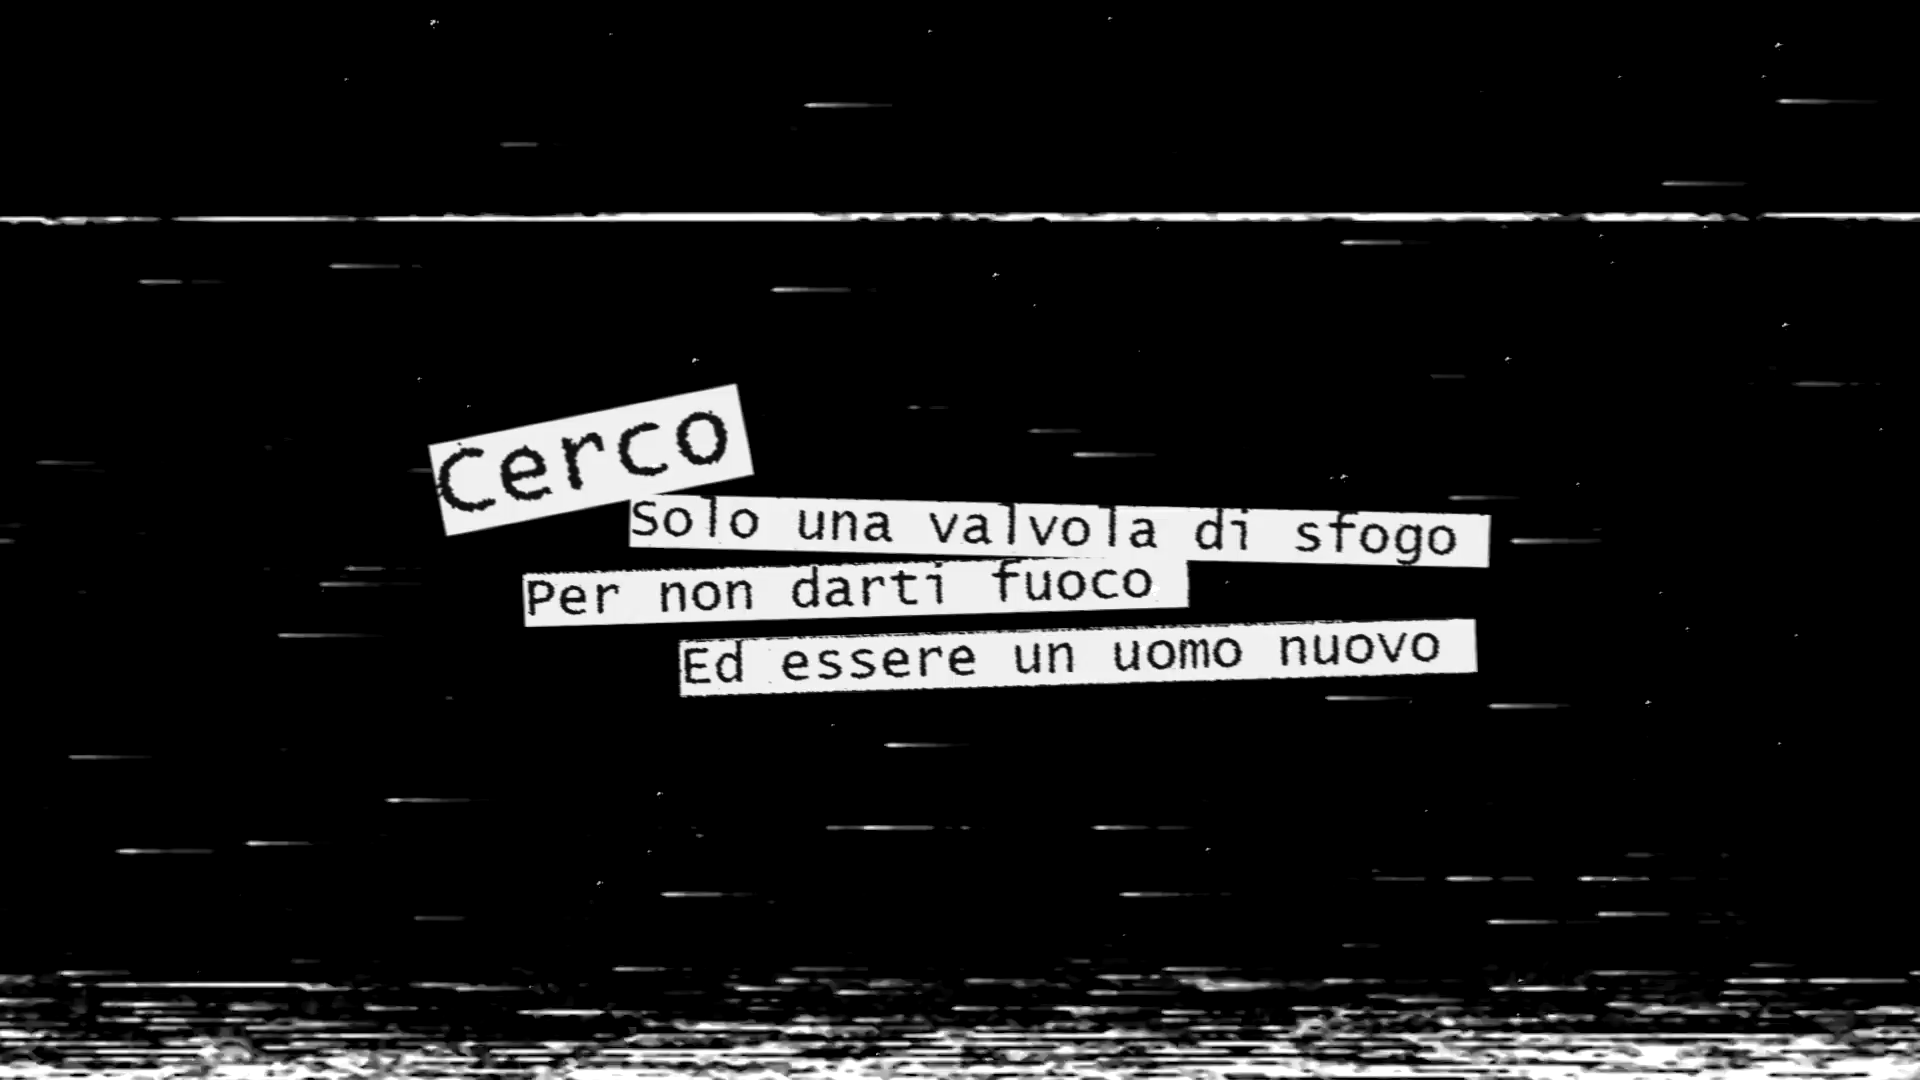 Cerco
Solo una valvola di sfogo
Per non darti fuoco
Ed essere un uomo nuovo